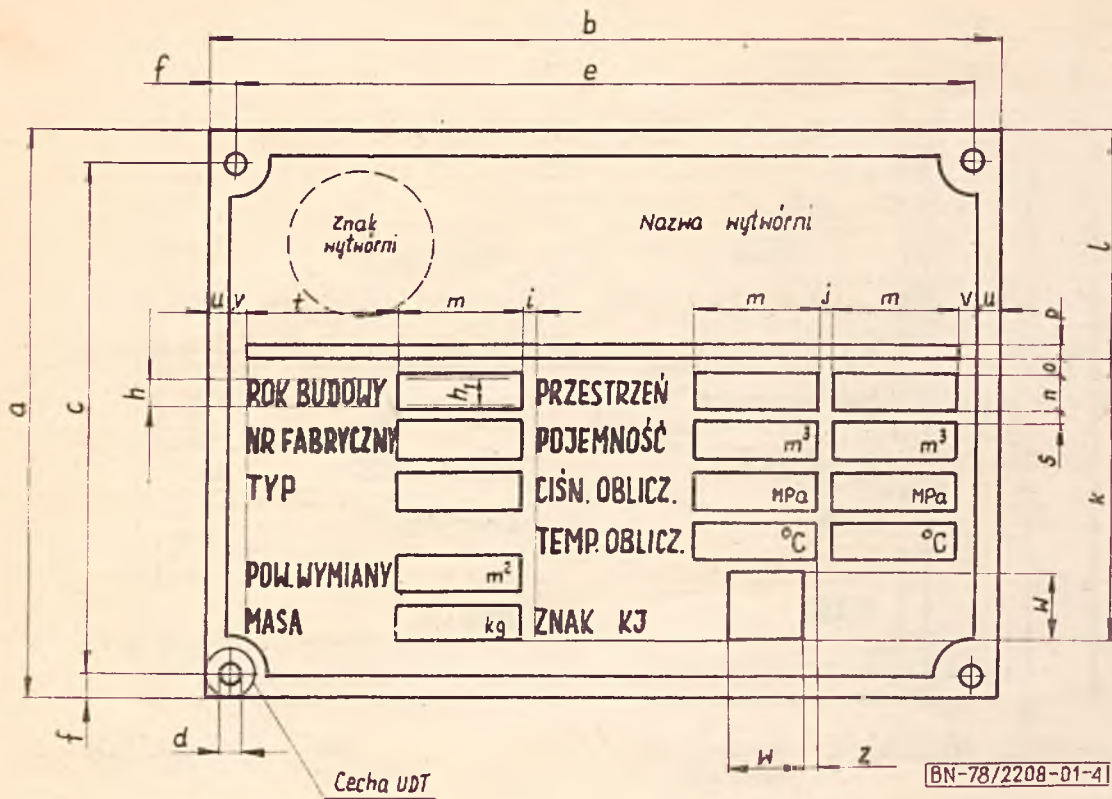 b
f e
Znak
wytwórni
Nazwa wytwórni
l
u v t m i m j m v u
p
a c h
ROK BUDOWY h1 PRZESTRZEŃ o n
NR FABRYCZNY POJEMNOŚĆ m³ m³ s
TYP CIŚN. OBLICZ. MPa MPa k
TEMP. OBLICZ. °C °C
POW. WYMIANY m²
w
MASA kg ZNAK KJ
f
d w z
Cecha UDT
BN-78/2208-01-4